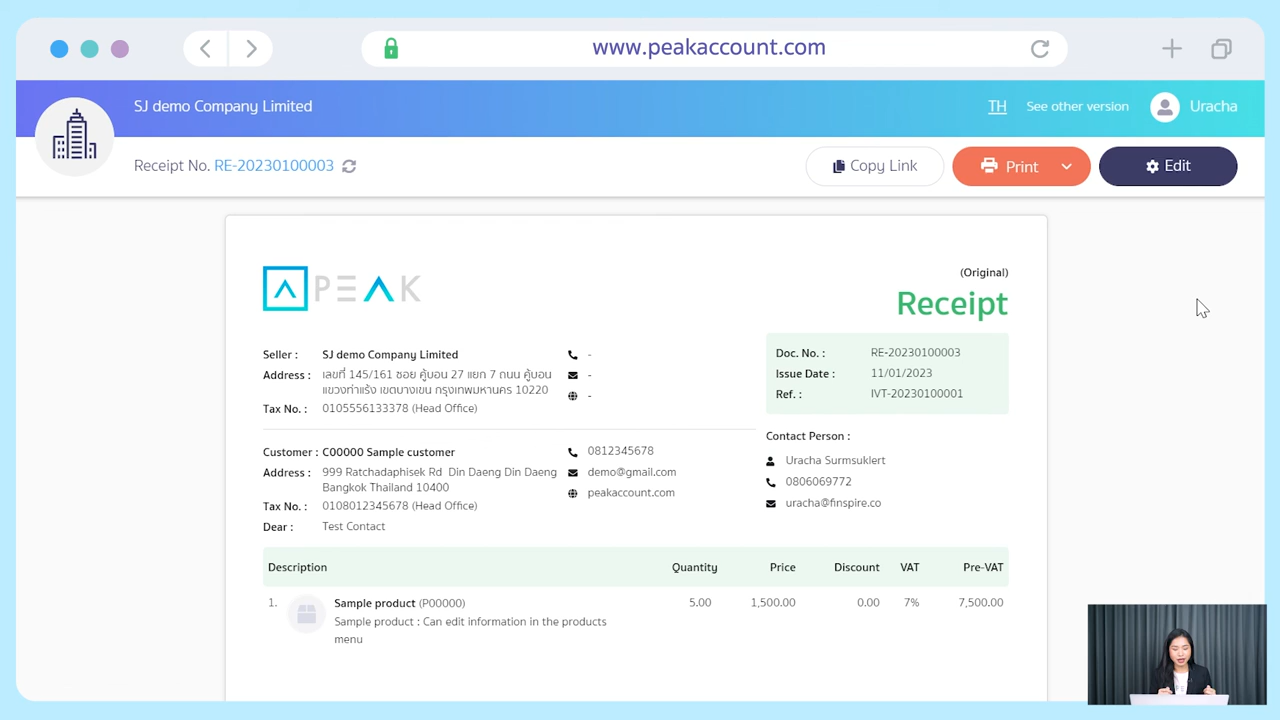 www.peakaccount.com
SJ demo Company Limited
TH See other version Uracha
Receipt No. RE-20230100003
Copy Link Print Edit
PEAK
(Original)
Receipt
Seller : SJ demo Company Limited -
Address : เลขที่ 145/161 ซอย คู้บอน 27 แยก 7 ถนน คู้บอน -
แขวงท่าแร้ง เขตบางเขน กรุงเทพมหานคร 10220 -
Tax No. : 0105556133378 (Head Office)
Doc. No. : RE-20230100003
Issue Date : 11/01/2023
Ref. : IVT-20230100001
Customer : C00000 Sample customer 0812345678
Address : 999 Ratchadaphisek Rd Din Daeng Din Daeng demo@gmail.com
Bangkok Thailand 10400 peakaccount.com
Tax No. : 0108012345678 (Head Office)
Dear : Test Contact
Contact Person :
Uracha Surmsuklert
0806069772
uracha@finspire.co
Description Quantity Price Discount VAT Pre-VAT
1. Sample product (P00000) 5.00 1,500.00 0.00 7% 7,500.00
Sample product : Can edit information in the products
menu